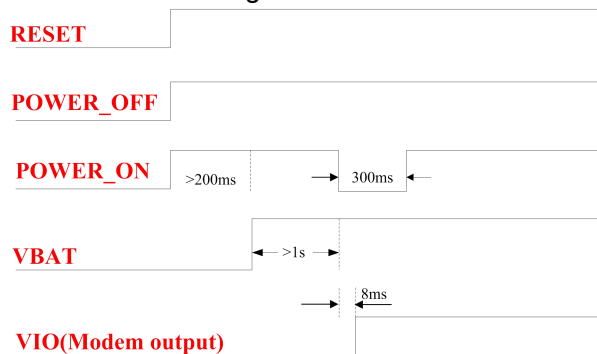 RESET
POWER_OFF
POWER_ON
>200ms
300ms
VBAT
>1s
8ms
VIO(Modem output)